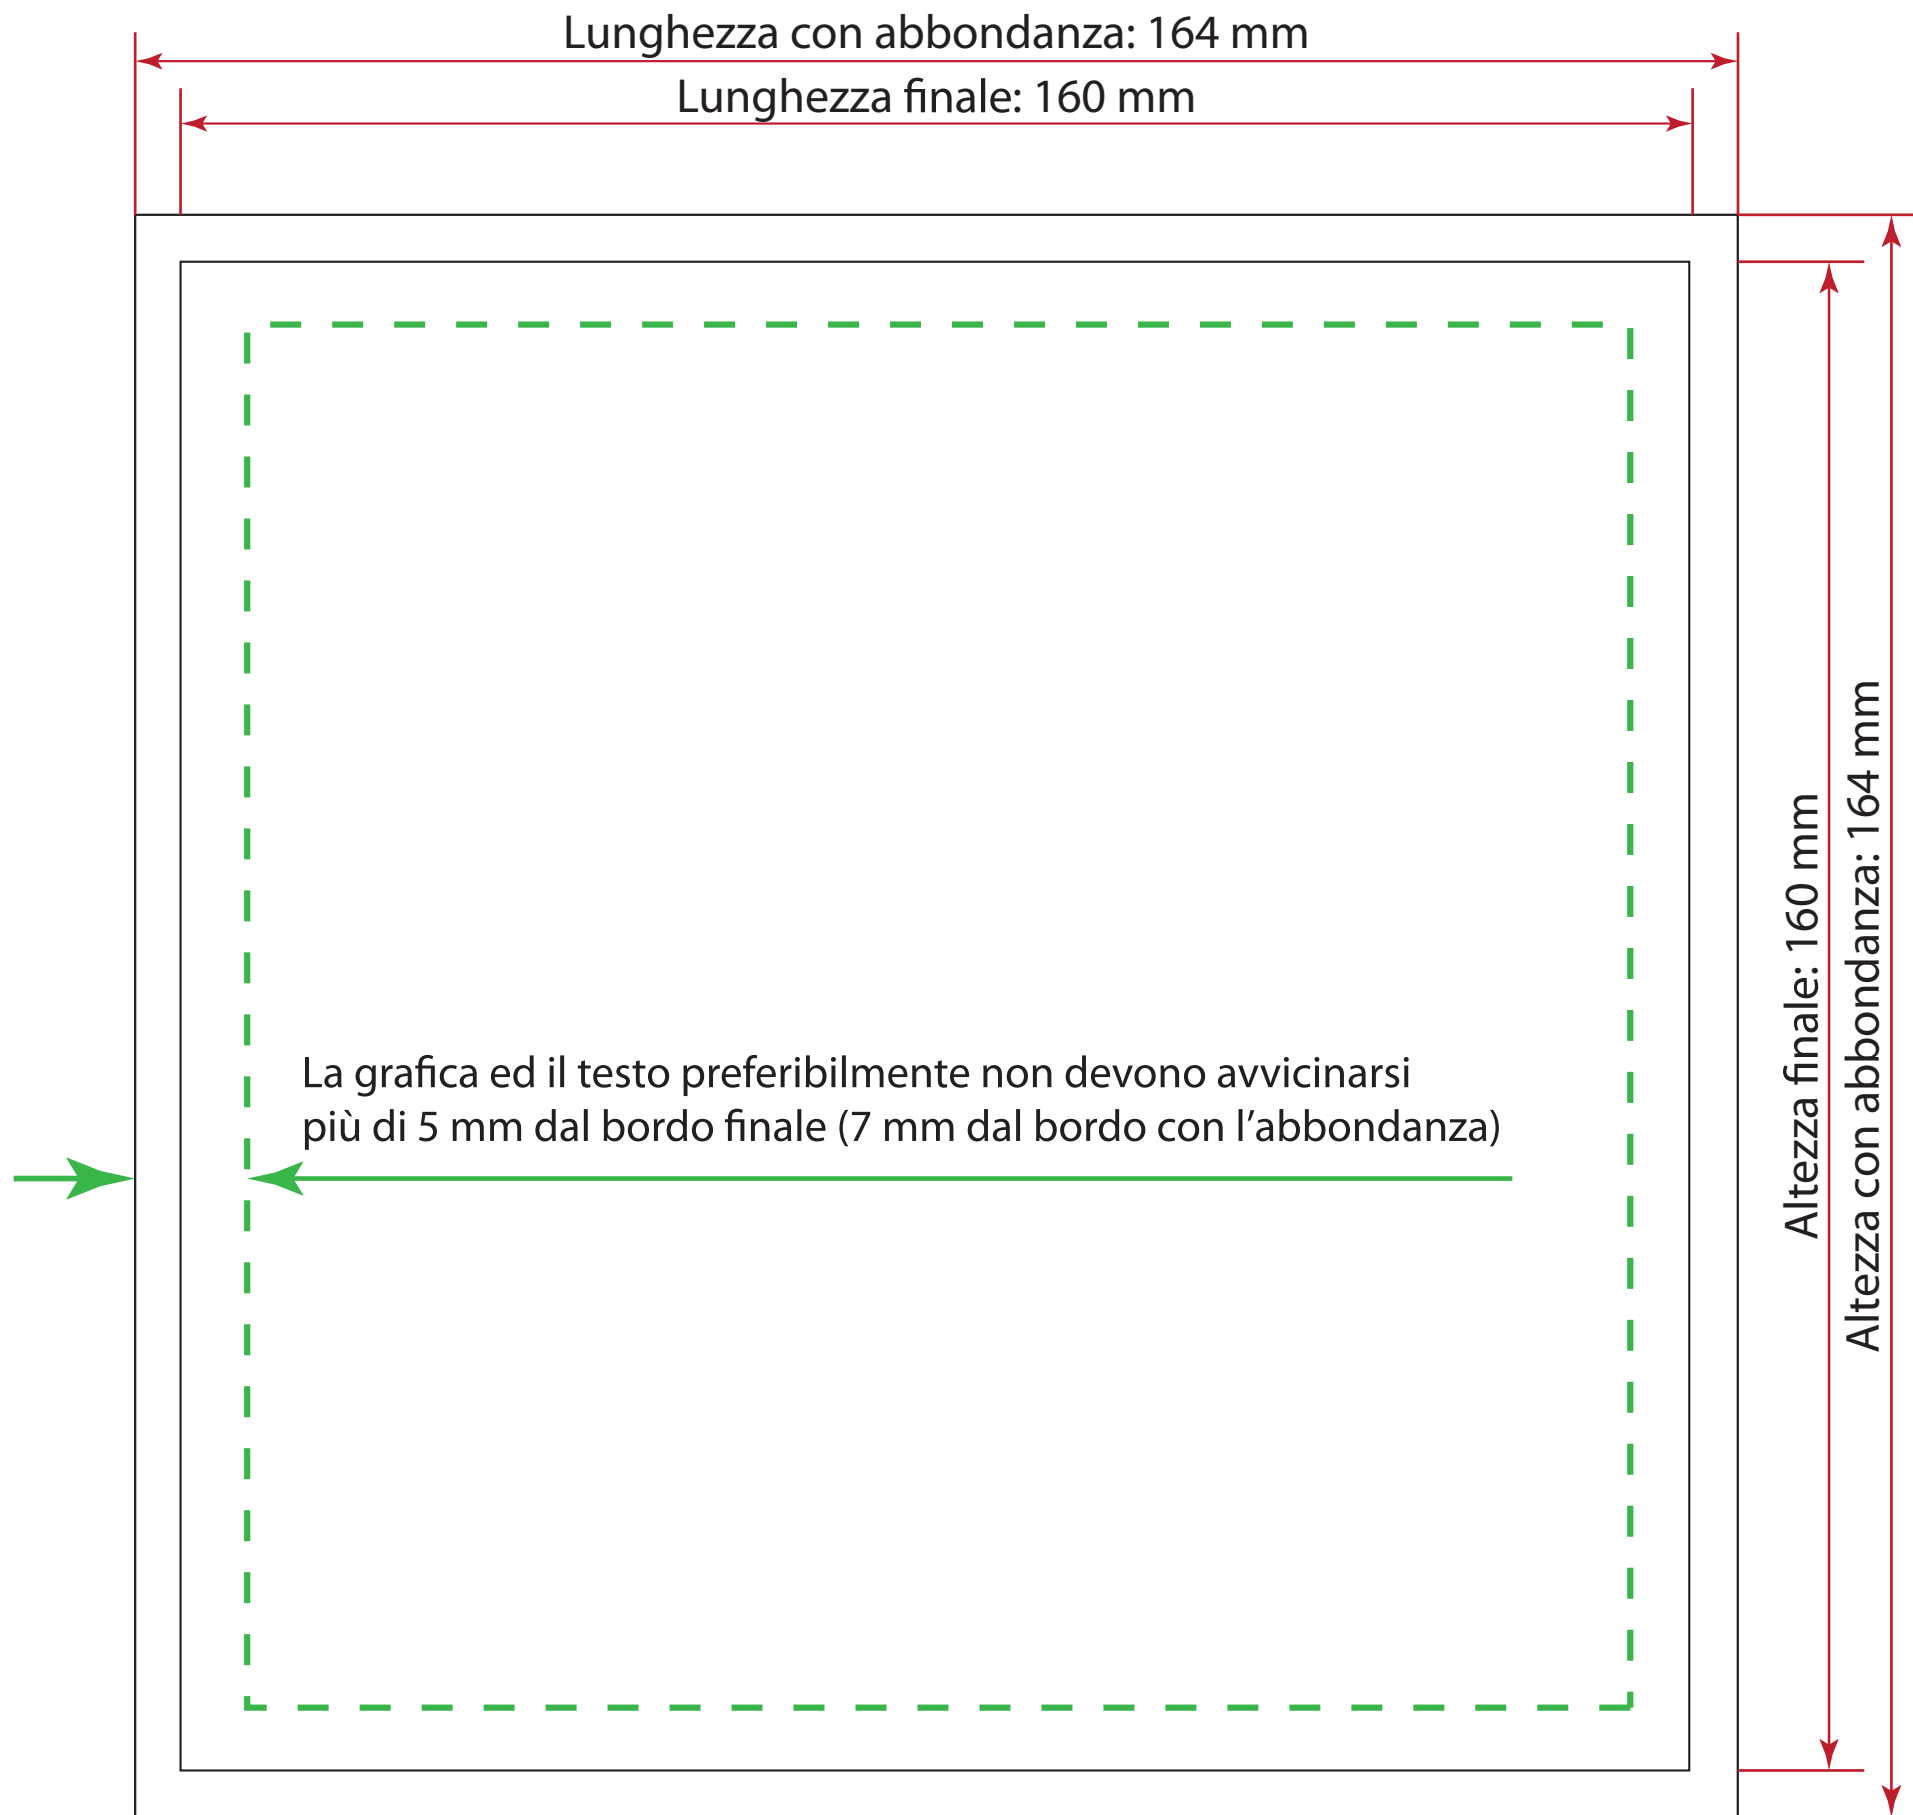 Lunghezza con abbondanza: 164 mm
Lunghezza finale: 160 mm
La grafica ed il testo preferibilmente non devono avvicinarsi
più di 5 mm dal bordo finale (7 mm dal bordo con l’abbondanza)
Altezza finale: 160 mm
Altezza con abbondanza: 164 mm